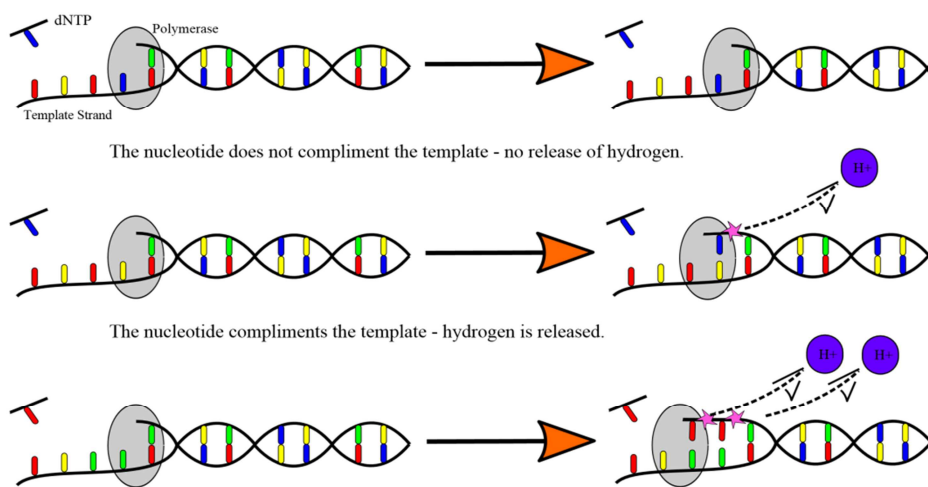 dNTP
Polymerase
Template Strand
The nucleotide does not compliment the template - no release of hydrogen.
H+
The nucleotide compliments the template - hydrogen is released.
H+ H+